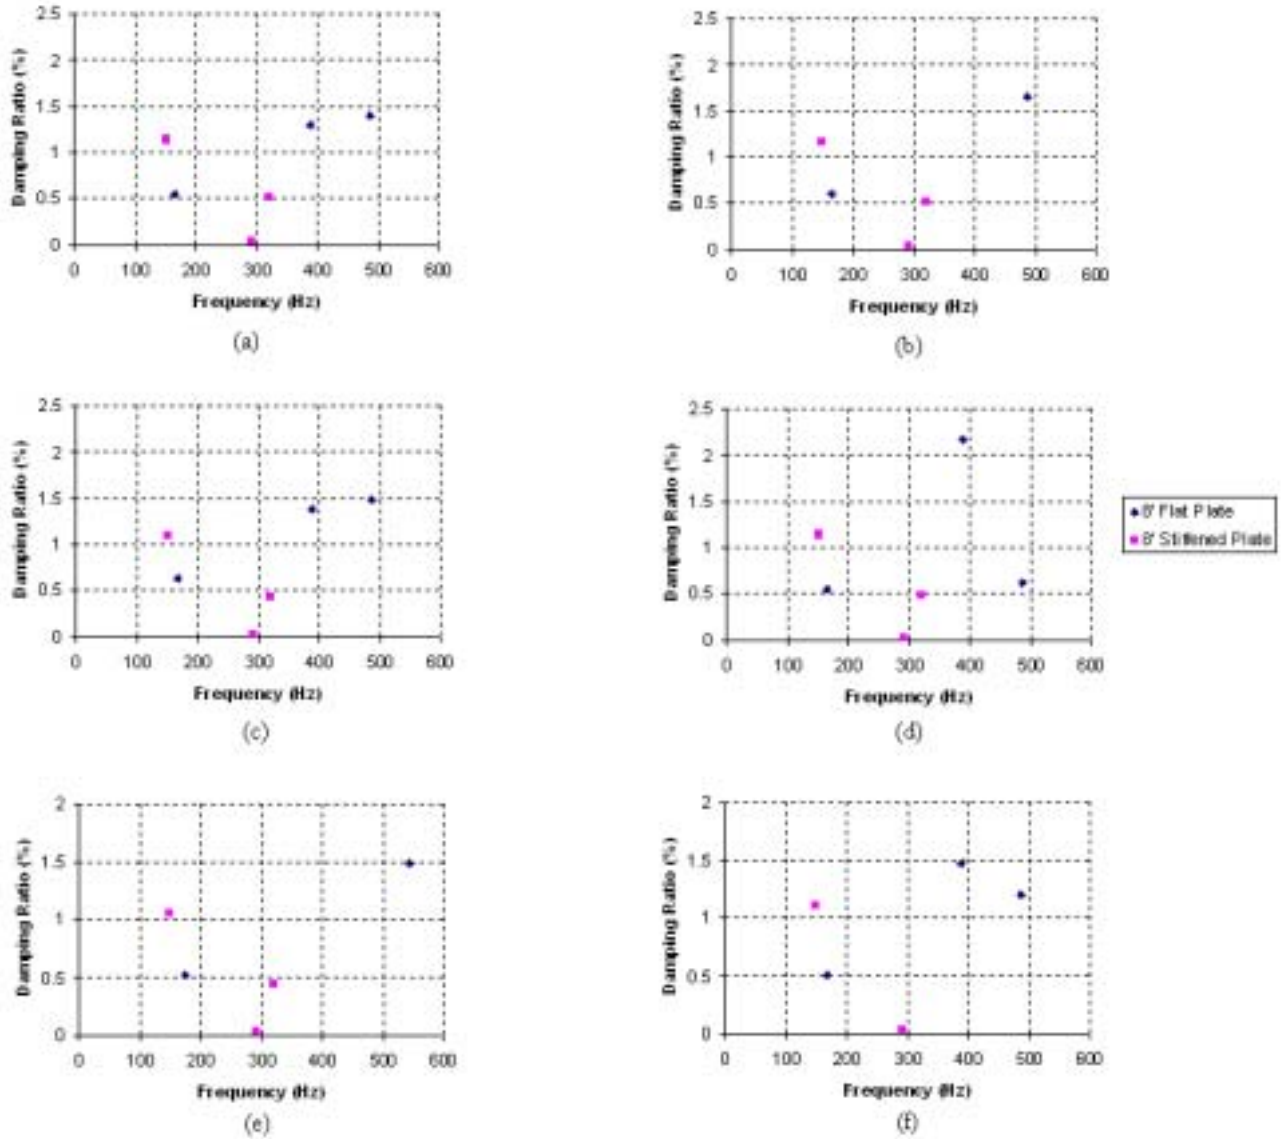 2.5
2
1.5
1
0.5
0
0 100 200 300 400 500 600
Damping Ratio (%)
Frequency (Hz)
(a)
2.5
2
1.5
1
0.5
0
0 100 200 300 400 500 600
Damping Ratio (%)
Frequency (Hz)
(b)
2.5
2
1.5
1
0.5
0
0 100 200 300 400 500 600
Damping Ratio (%)
Frequency (Hz)
(c)
2.5
2
1.5
1
0.5
0
0 100 200 300 400 500 600
Damping Ratio (%)
Frequency (Hz)
(d)
8' Flat Plate
8' Stiffened Plate
2
1.5
1
0.5
0
0 100 200 300 400 500 600
Damping Ratio (%)
Frequency (Hz)
(e)
2
1.5
1
0.5
0
0 100 200 300 400 500 600
Damping Ratio (%)
Frequency (Hz)
(f)